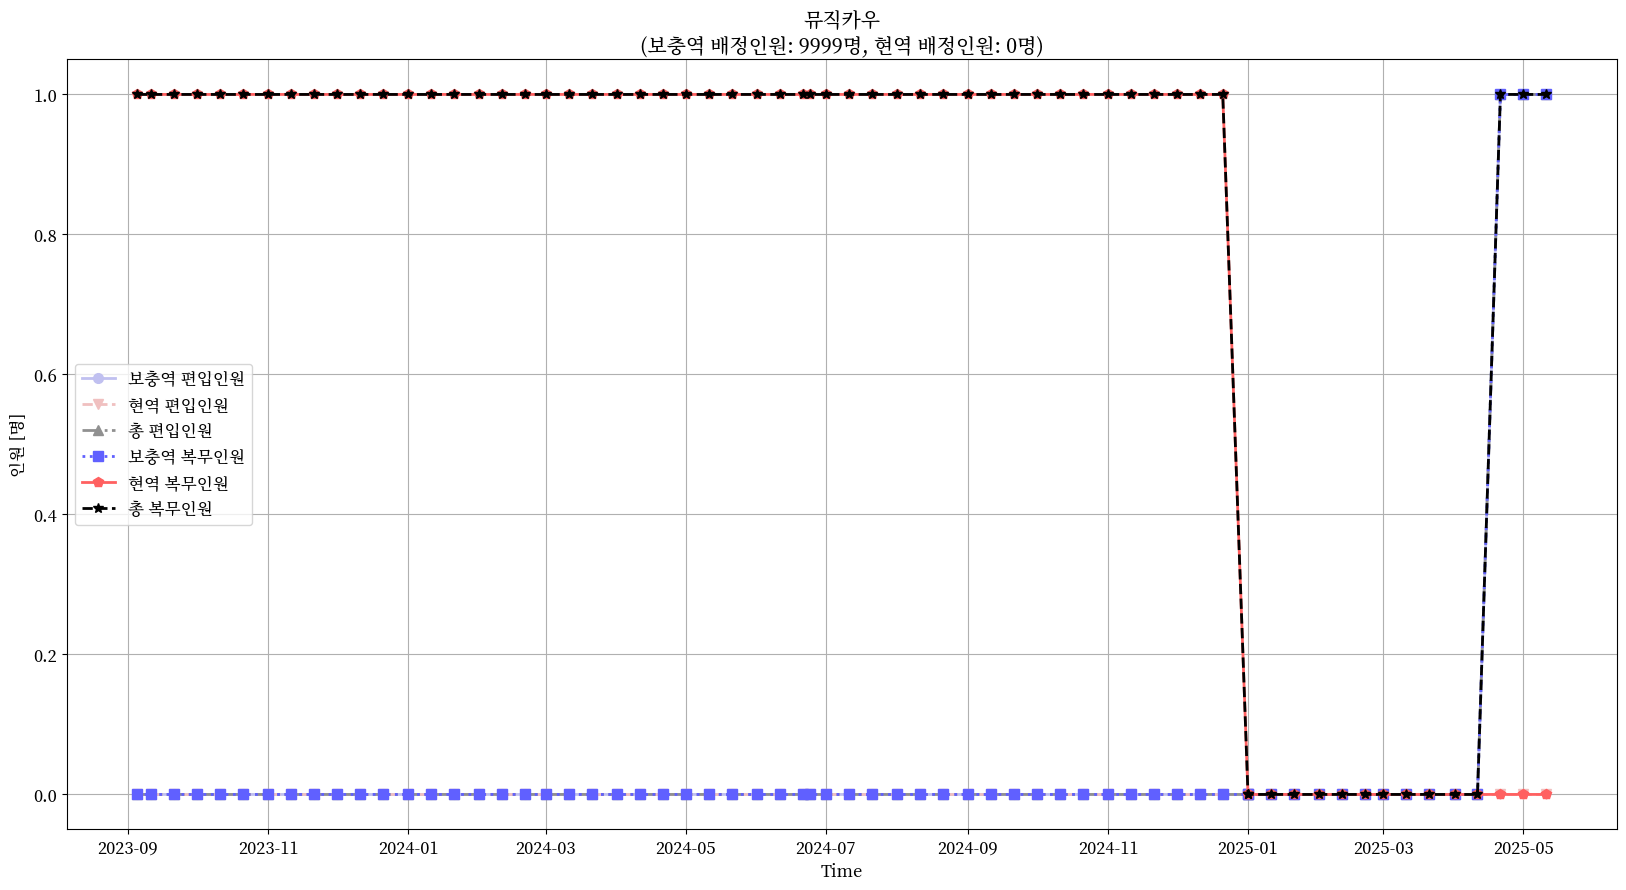 뮤직카우
(보충역 배정인원: 9999명, 현역 배정인원: 0명)
인원 [명]
1.0
0.8
0.6
0.4
0.2
0.0
보충역 편입인원
현역 편입인원
총 편입인원
보충역 복무인원
현역 복무인원
총 복무인원
2023-09
2023-11
2024-01
2024-03
2024-05
2024-07
2024-09
2024-11
2025-01
2025-03
2025-05
Time